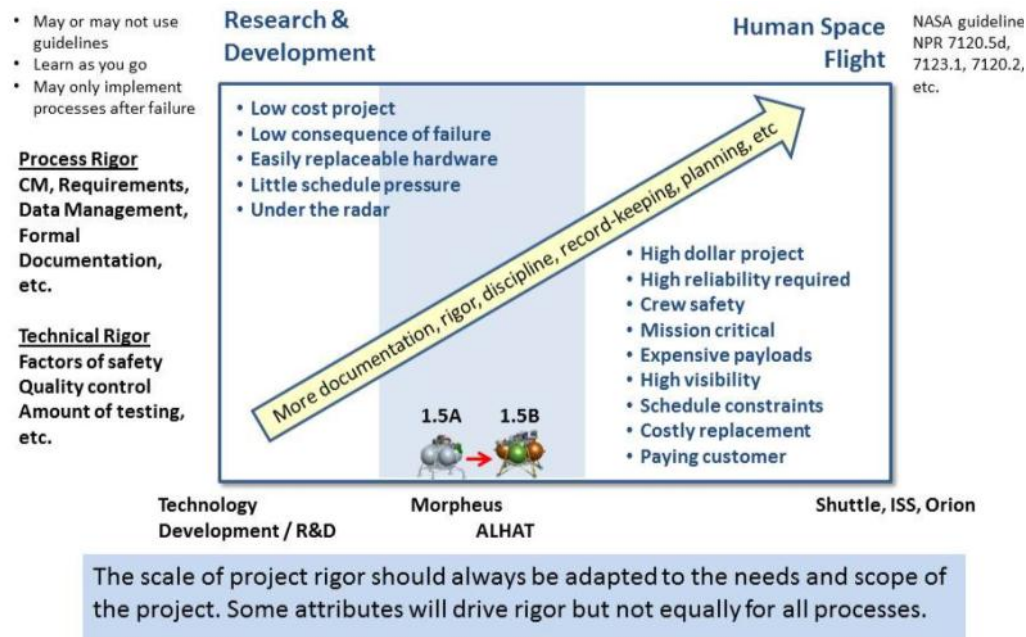 • May or may not use
guidelines
• Learn as you go
• May only implement
processes after failure
Research &
Development
Human Space
Flight
NASA guideline
NPR 7120.5d,
7123.1, 7120.2,
etc.
Process Rigor
CM, Requirements,
Data Management,
Formal
Documentation,
etc.
Technical Rigor
Factors of safety
Quality control
Amount of testing,
etc.
• Low cost project
• Low consequence of failure
• Easily replaceable hardware
• Little schedule pressure
• Under the radar
More documentation, rigor, discipline, record-keeping, planning, etc
• High dollar project
• High reliability required
• Crew safety
• Mission critical
• Expensive payloads
• High visibility
• Schedule constraints
• Costly replacement
• Paying customer
1.5A
1.5B
Technology
Development / R&D
Morpheus
ALHAT
Shuttle, ISS, Orion
The scale of project rigor should always be adapted to the needs and scope of
the project. Some attributes will drive rigor but not equally for all processes.